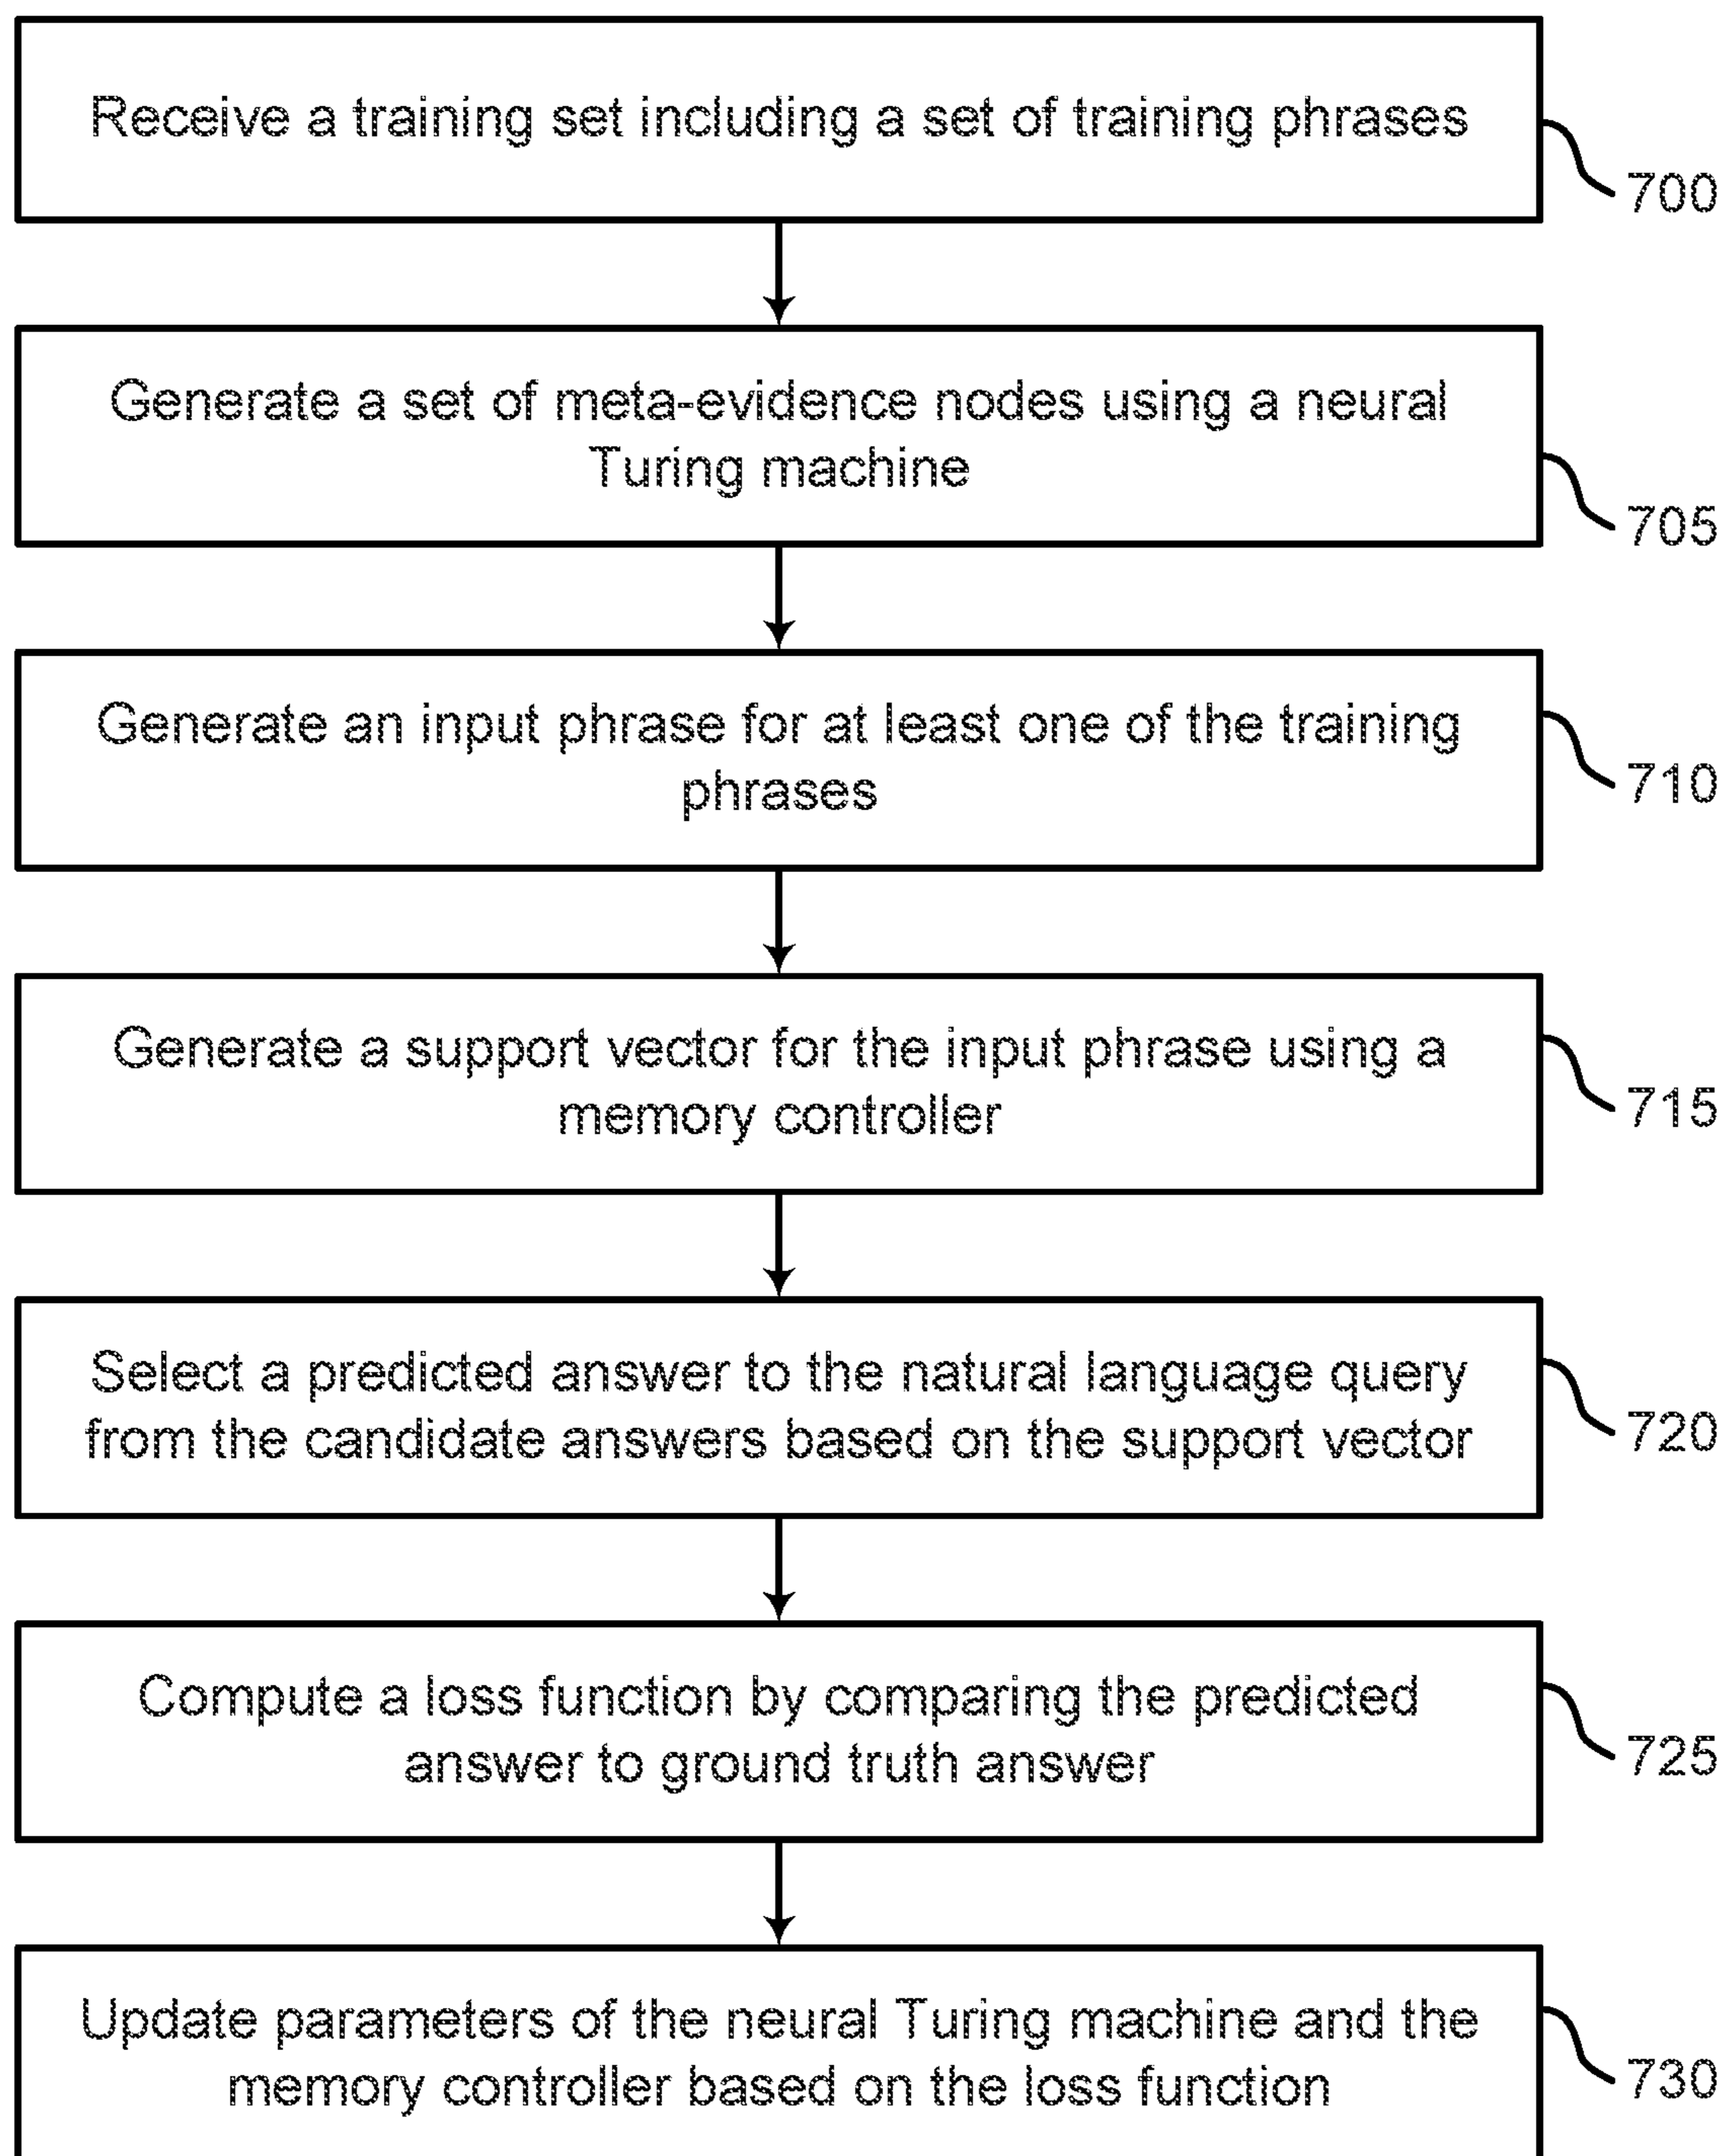 Receive a training set including a set of training phrases
700
Generate a set of meta-evidence nodes using a neural
Turing machine
705
Generate an input phrase for at least one of the training
phrases
710
Generate a support vector for the input phrase using a
memory controller
715
Select a predicted answer to the natural language query
from the candidate answers based on the support vector
720
Compute a loss function by comparing the predicted
answer to ground truth answer
725
Update parameters of the neural Turing machine and the
memory controller based on the loss function
730